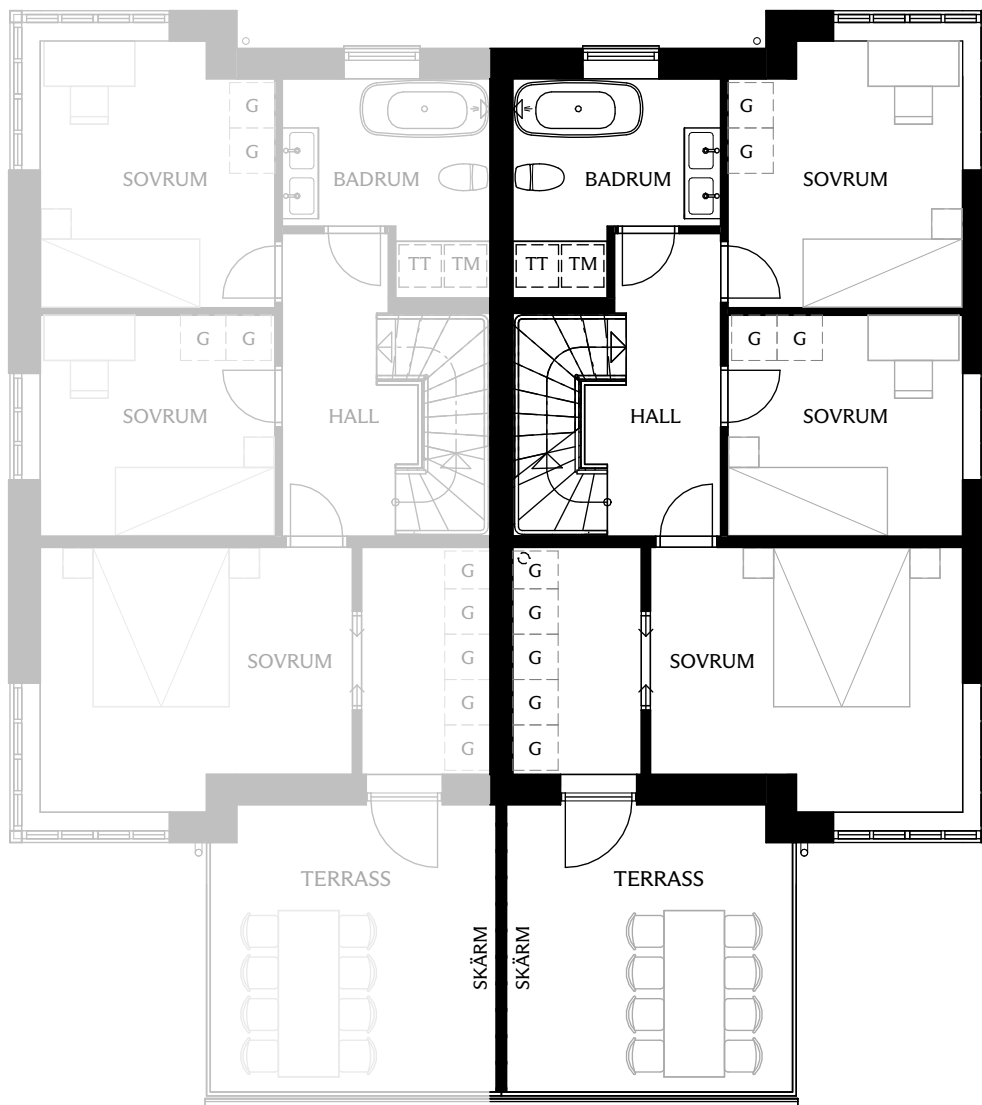 G G
G G
SOVRUM BADRUM BADRUM SOVRUM
TT TM TT TM
G G G G
SOVRUM HALL HALL SOVRUM
G G
G G
SOVRUM G G SOVRUM
G G
G G
TERRASS TERRASS
SKÄRM SKÄRM